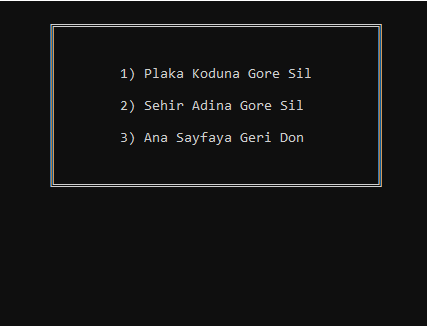 1) Plaka Koduna Gore Sil
2) Sehir Adina Gore Sil
3) Ana Sayfaya Geri Don